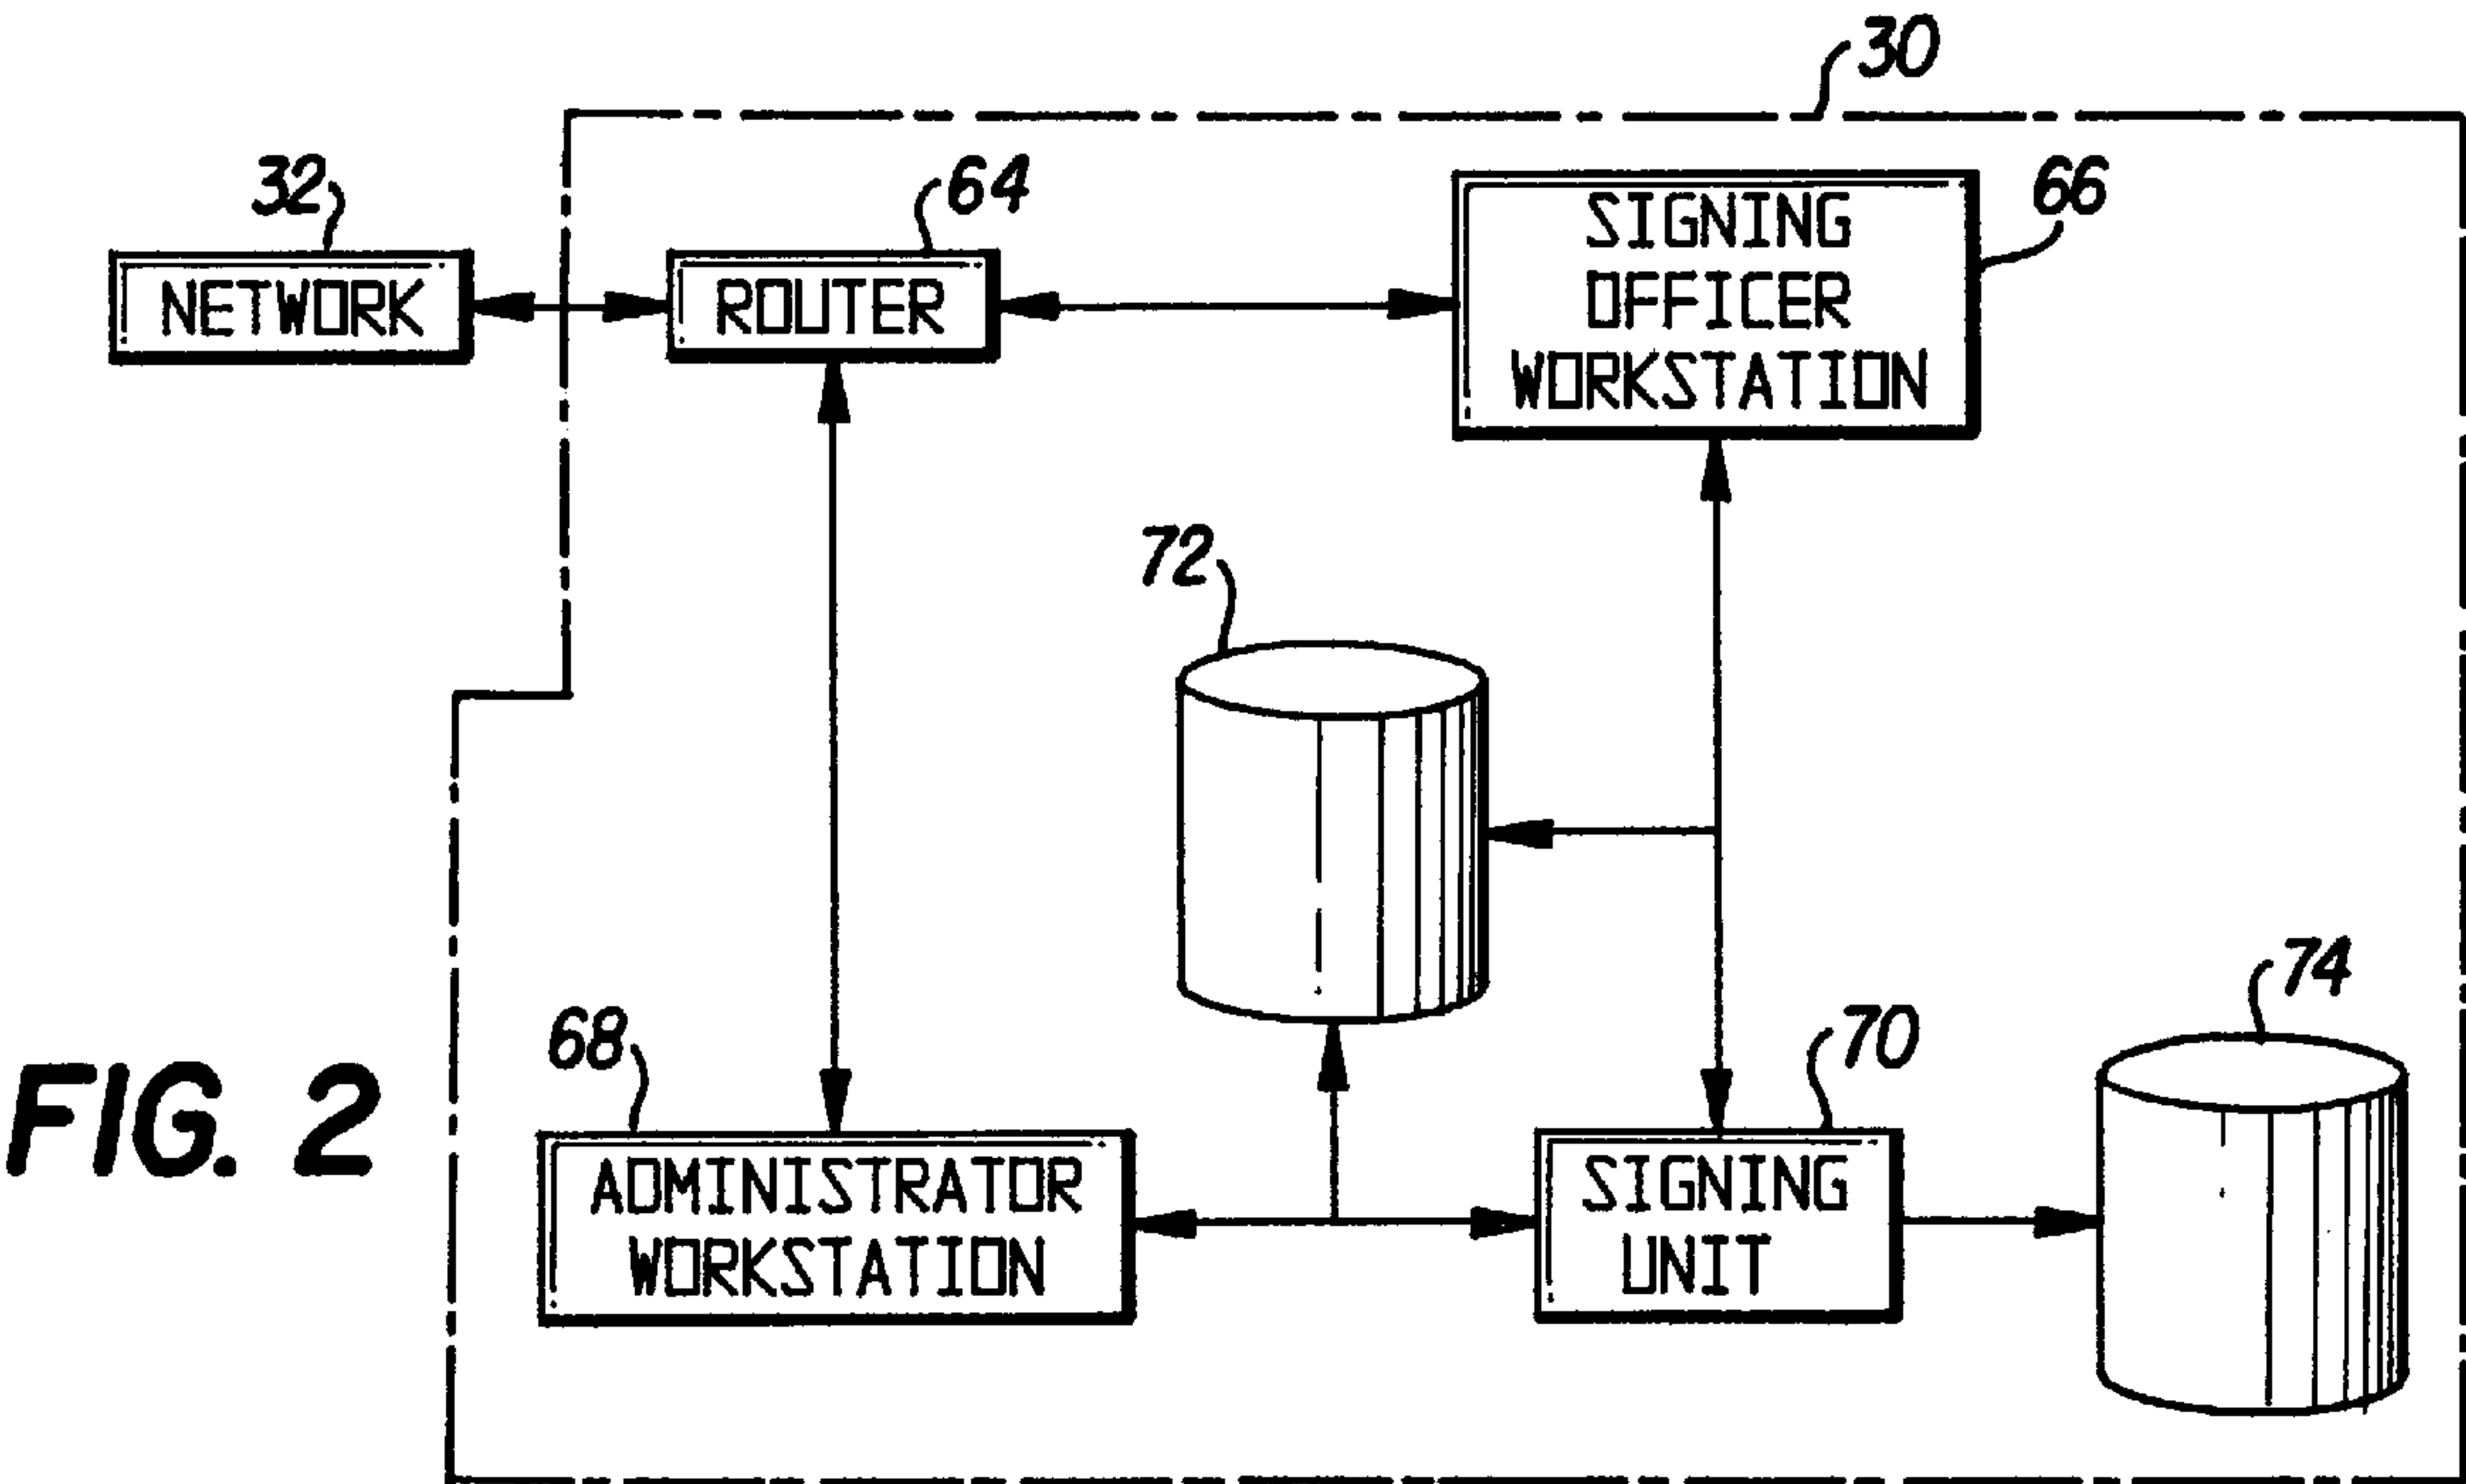 30
32
64
66
NETWORK
ROUTER
SIGNING
OFFICER
WORKSTATION
72
74
68
70
FIG. 2
ADMINISTRATOR
WORKSTATION
SIGNING
UNIT